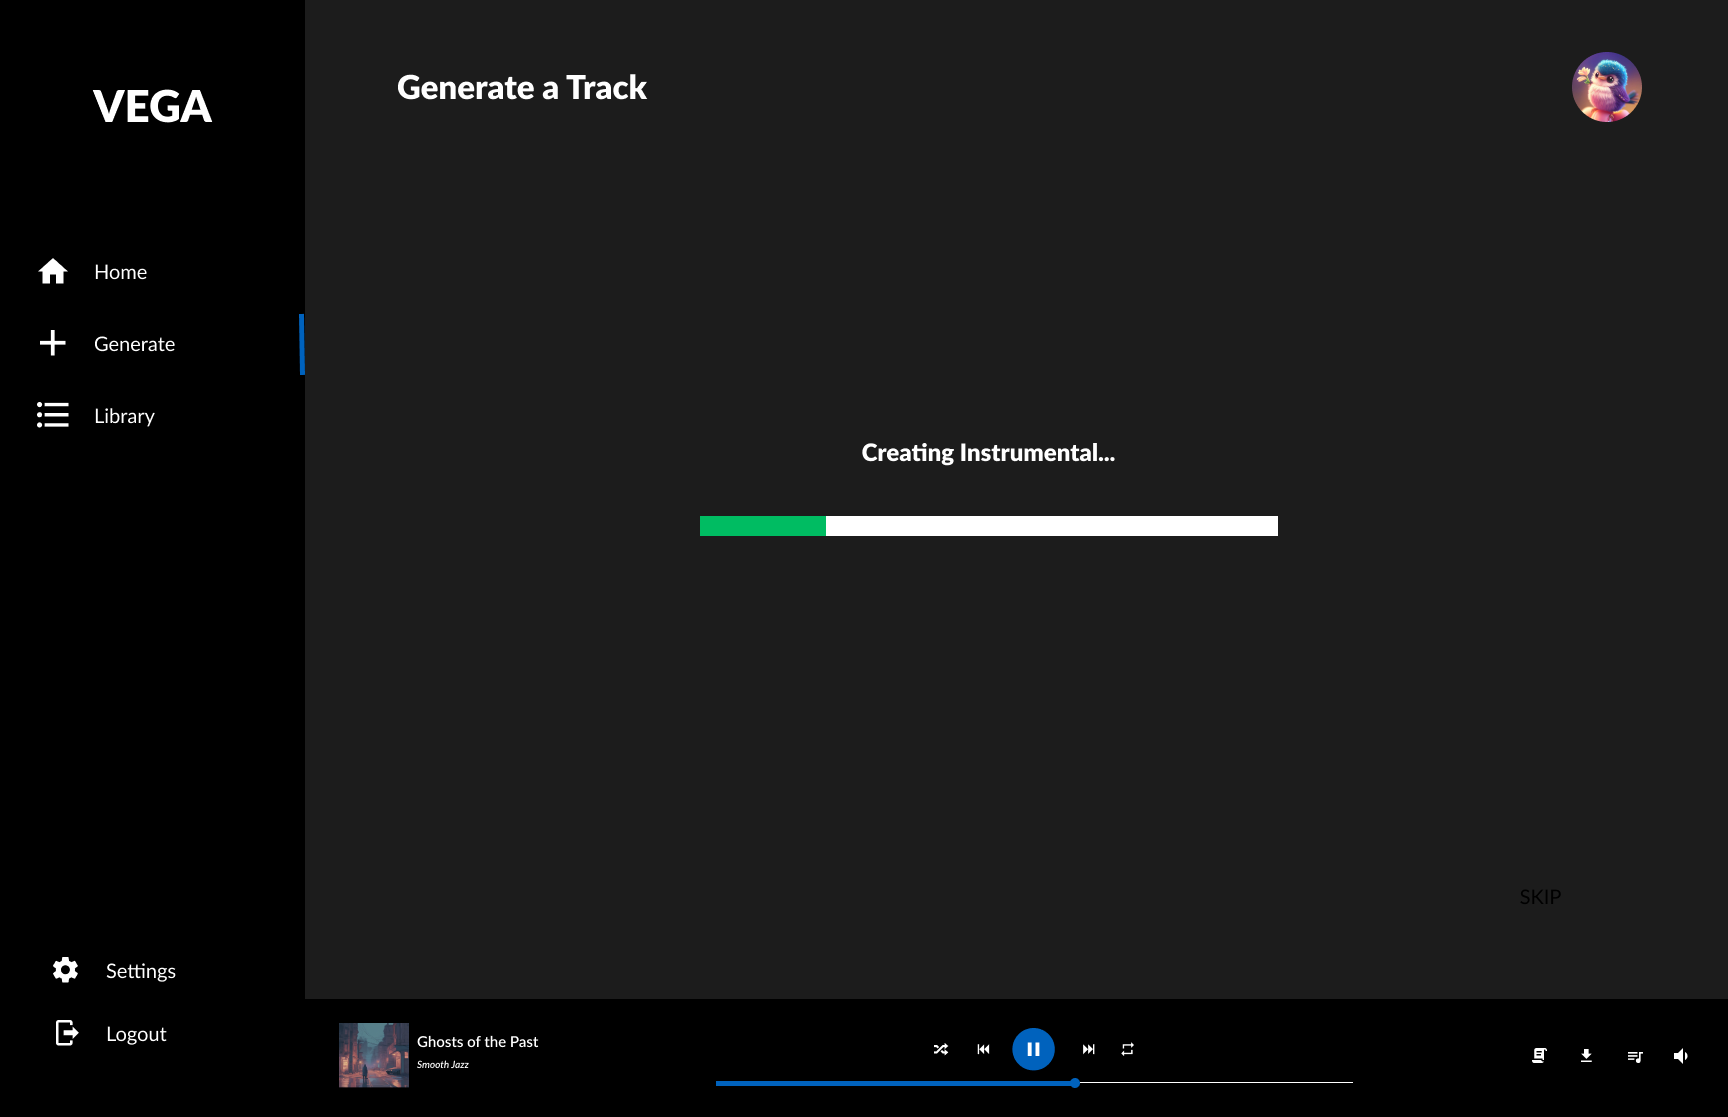 VEGA
Generate a Track
Home
Generate
Library
Creating Instrumental...
SKIP
Settings
Logout
Ghosts of the Past
Smooth Jazz